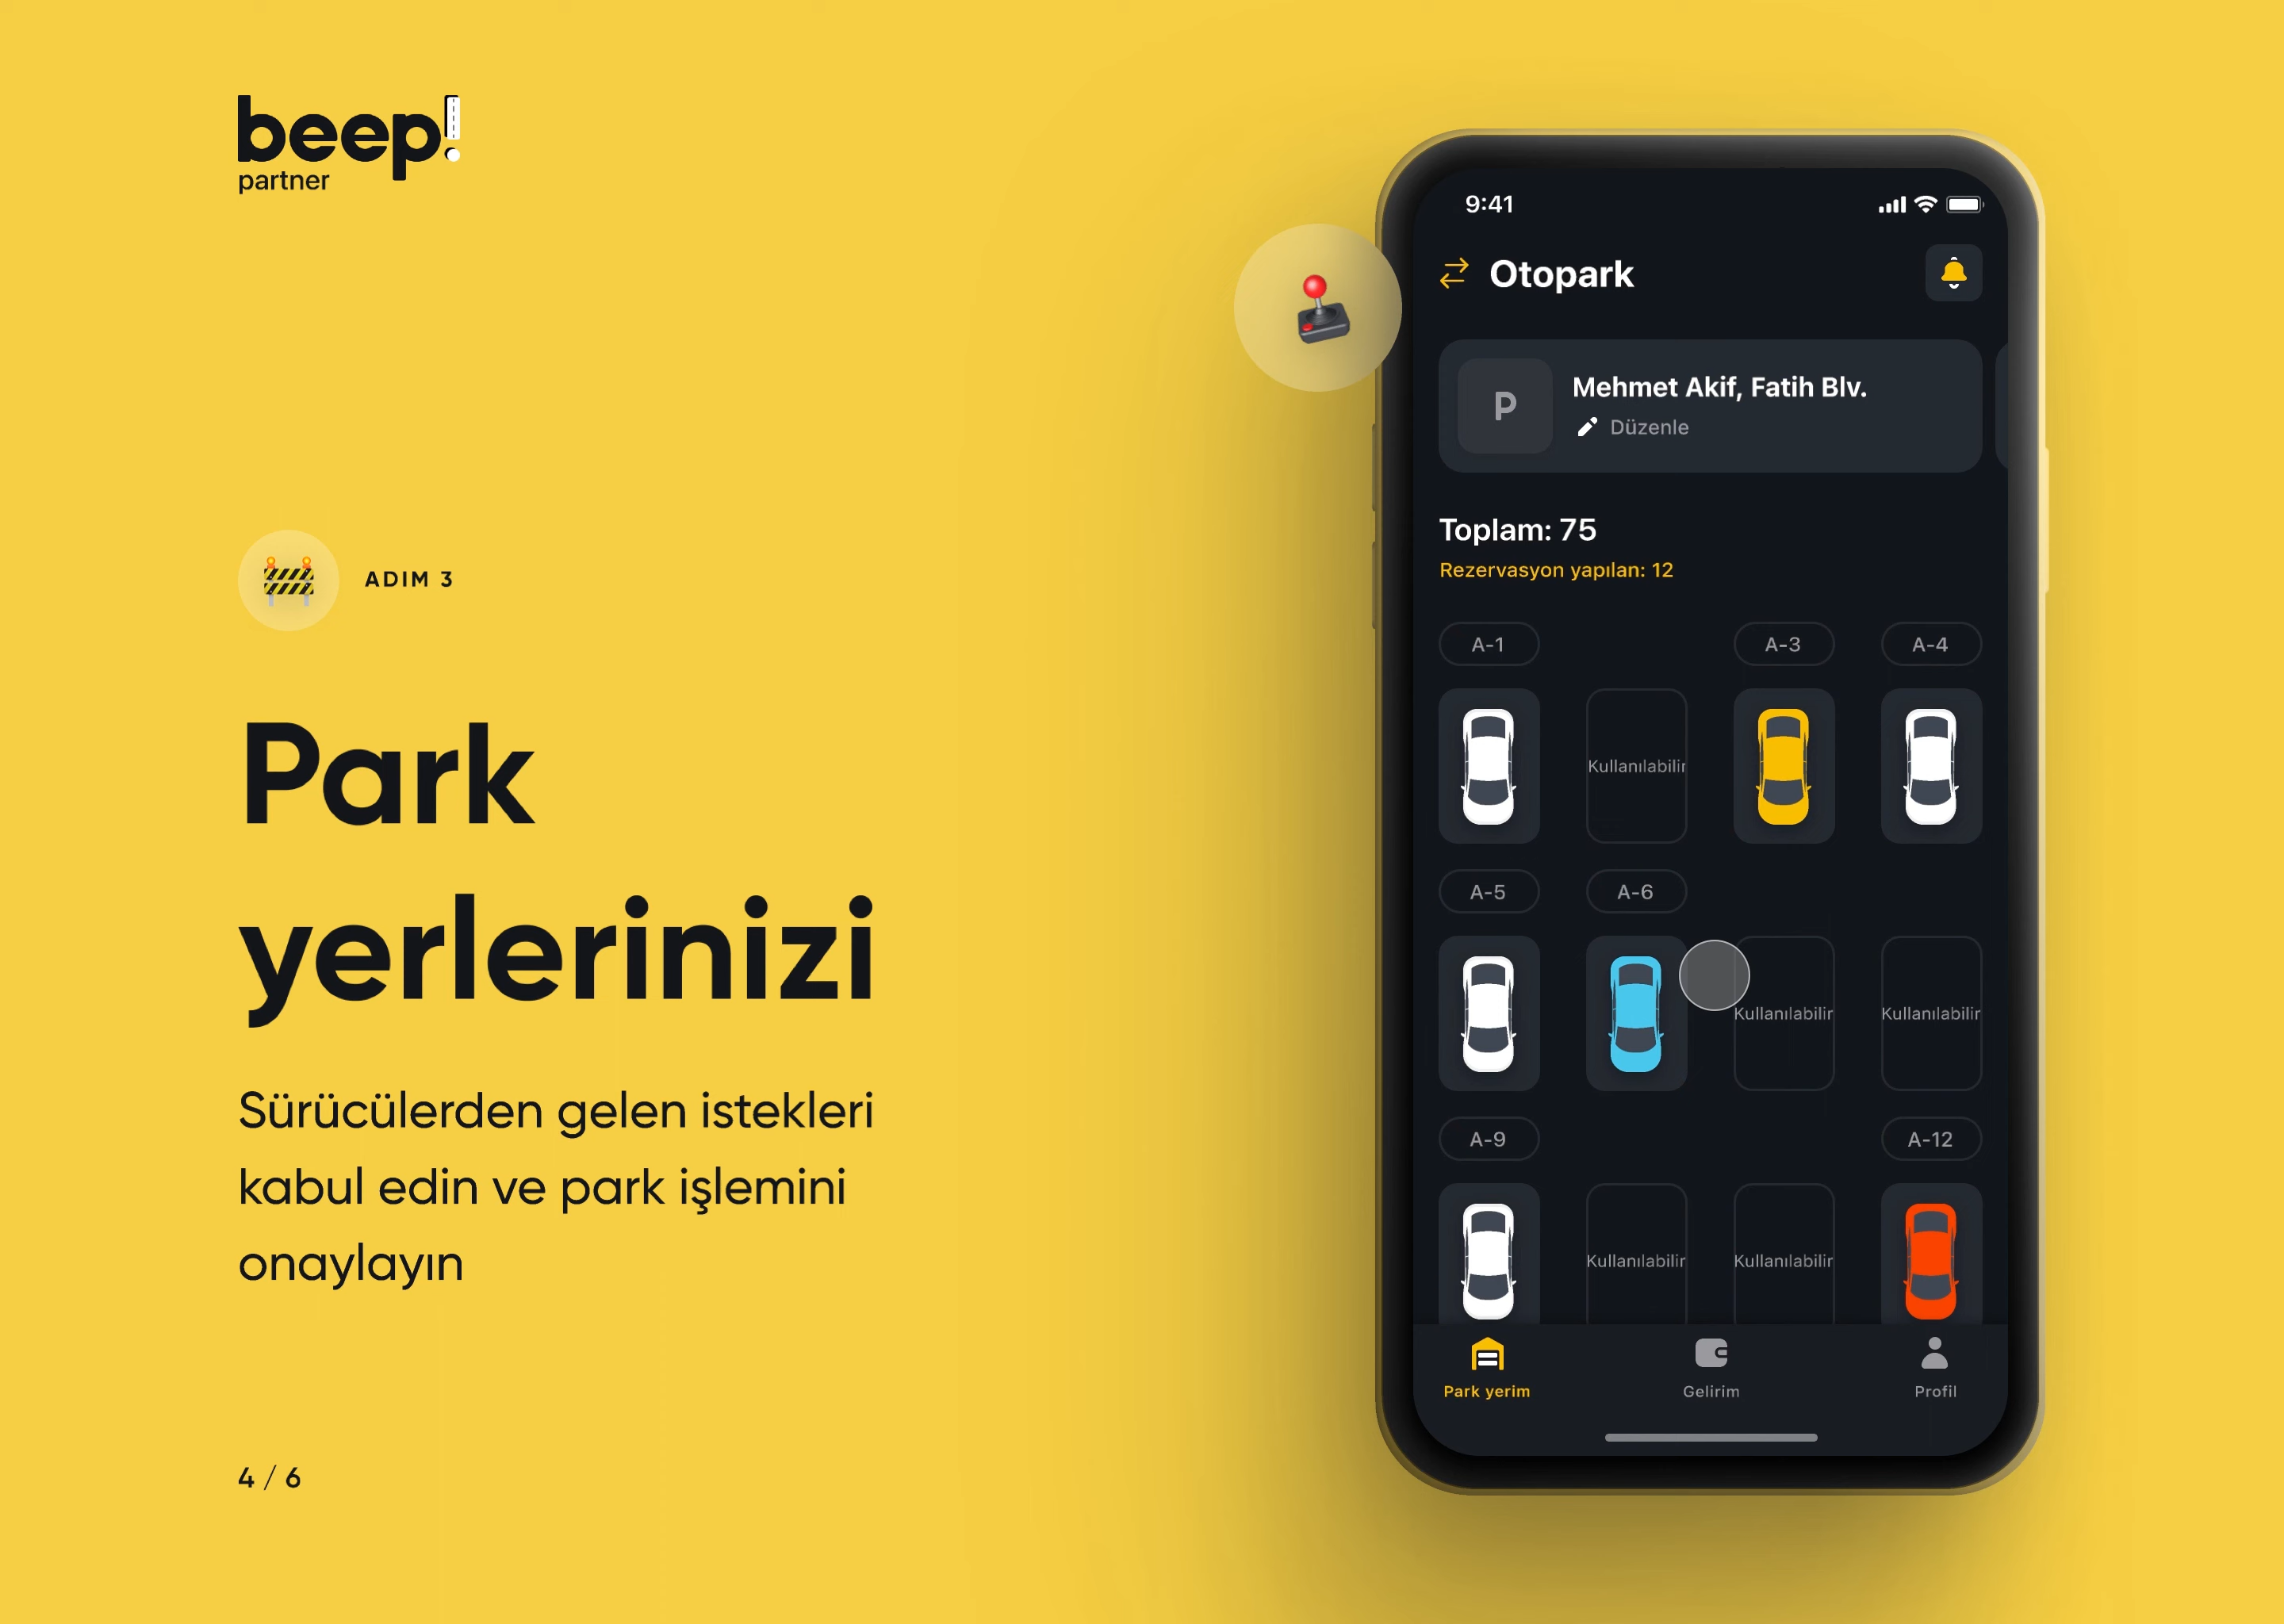 beep!
partner
ADIM 3
Park
yerlerinizi
Sürücülerden gelen istekleri
kabul edin ve park işlemini
onaylayın
4 / 6
9:41
Otopark
P
Mehmet Akif, Fatih Blv.
Düzenle
Toplam: 75
Rezervasyon yapılan: 12
A-1 A-3 A-4
Kullanılabilir
A-5 A-6
Kullanılabilir Kullanılabilir
A-9 A-12
Kullanılabilir Kullanılabilir
Park yerim Gelirim Profil